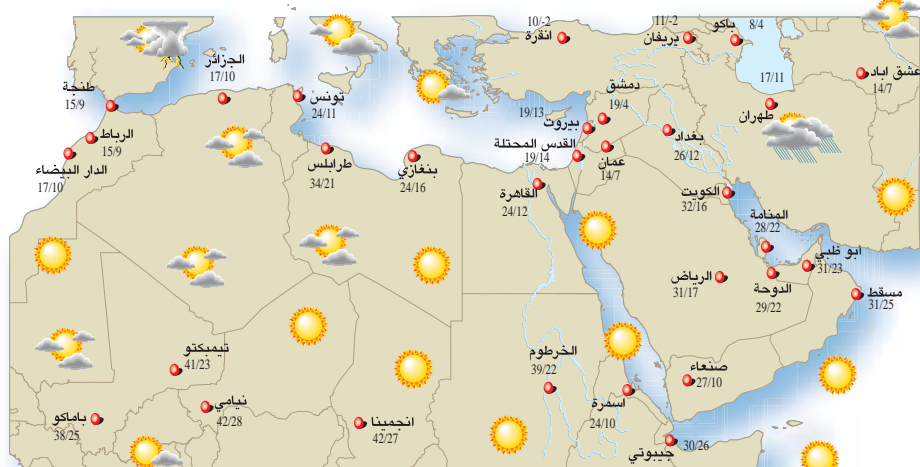 10/-2
انقرة
11/-2
يريفان
باكو
8/4
17/11
عشق اباد
14/7
طهران
الجزائر
17/10
طنجة
15/9
الرباط
15/9
الدار البيضاء
17/10
تونس
24/11
طرابلس
34/21
بنغازي
24/16
19/13
دمشق
19/4
بيروت
القدس المحتلة
19/14
عمان
14/7
بغداد
26/12
القاهرة
24/12
الكويت
32/16
المنامة
28/22
ابو ظبي
31/23
الدوحة
29/22
الرياض
31/17
مسقط
31/25
صنعاء
27/10
الخرطوم
39/22
اسمرة
24/10
جيبوتي
30/26
تيمبكتو
41/23
نيامي
42/28
باماكو
38/25
انجمينا
42/27